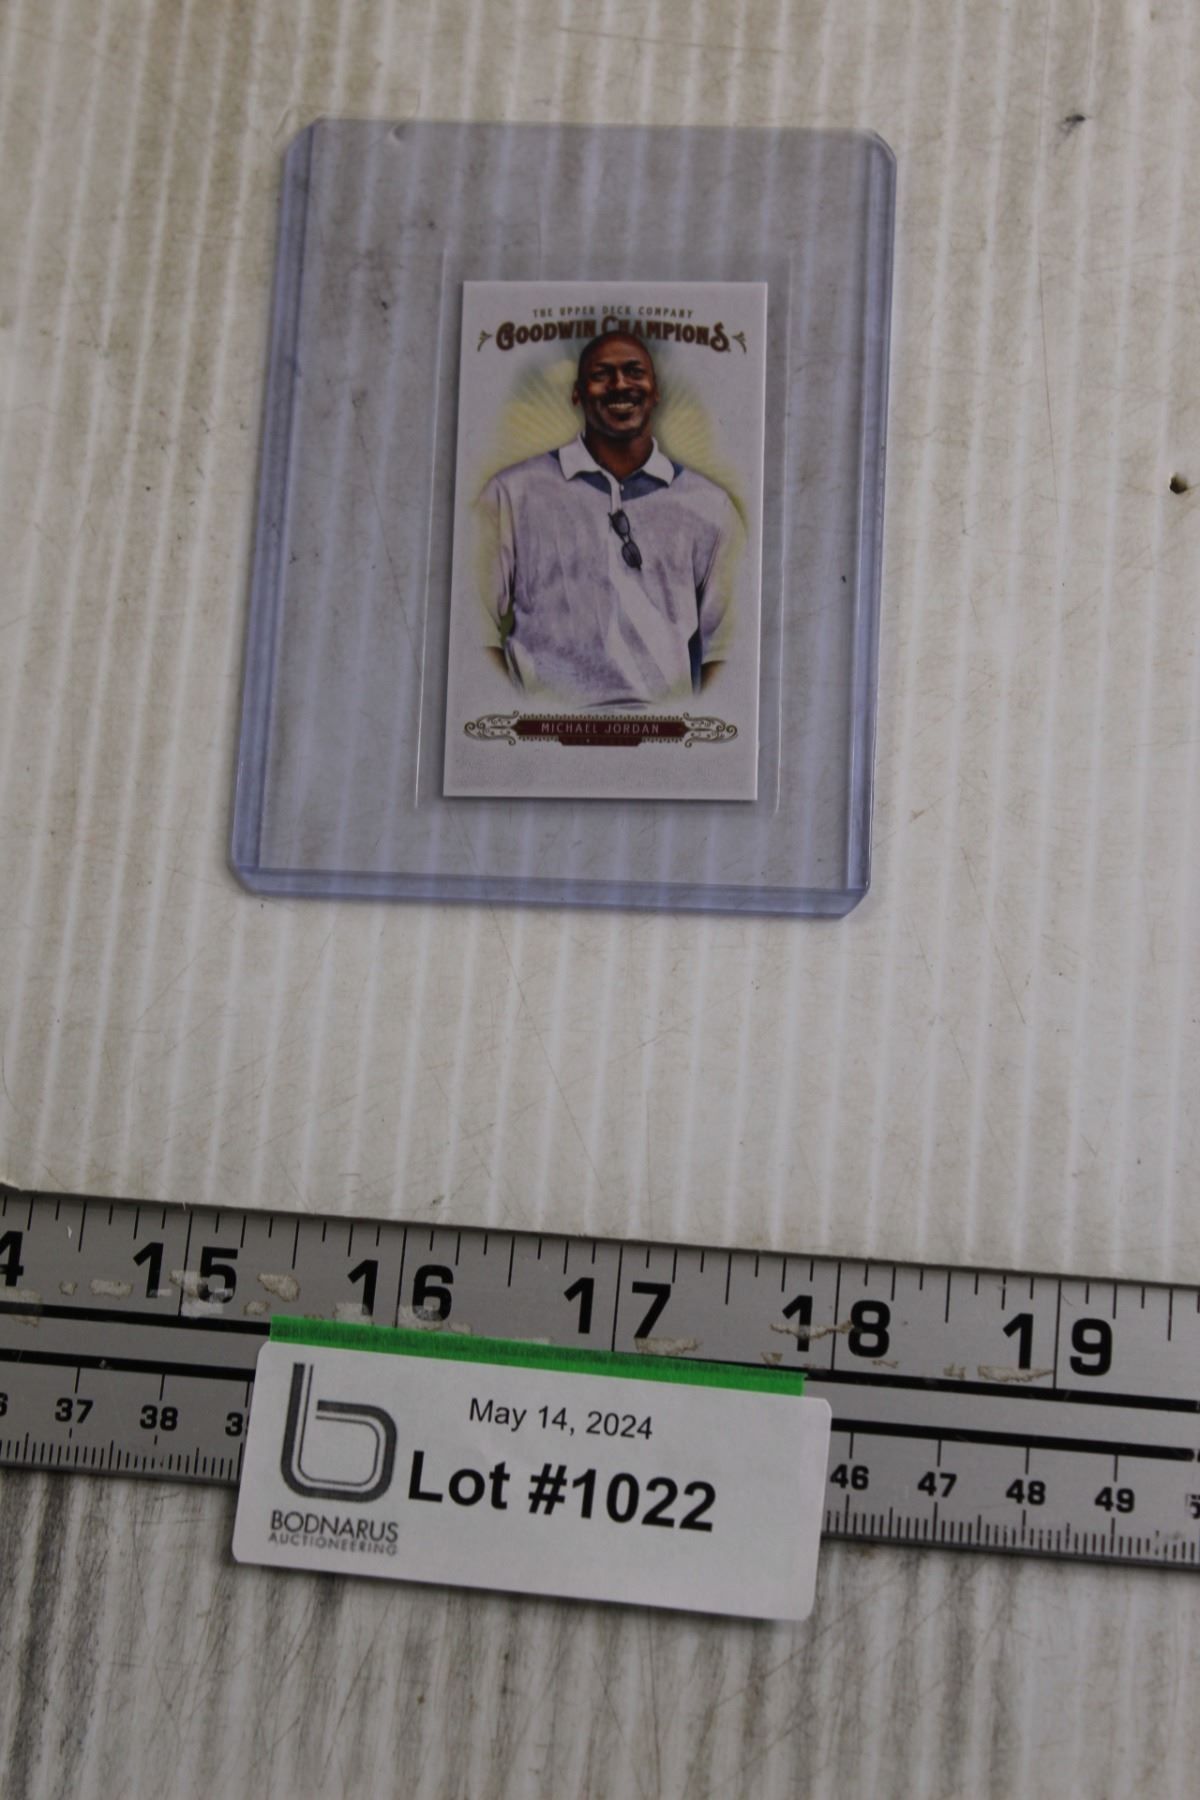 THE UPPER DECK COMPANY
GOODWIN CHAMPIONS
MICHAEL JORDAN
15 16 17 18 19
37 38 46 47 48 49
May 14, 2024
Lot #1022
BODNARUS
AUCTIONEERING